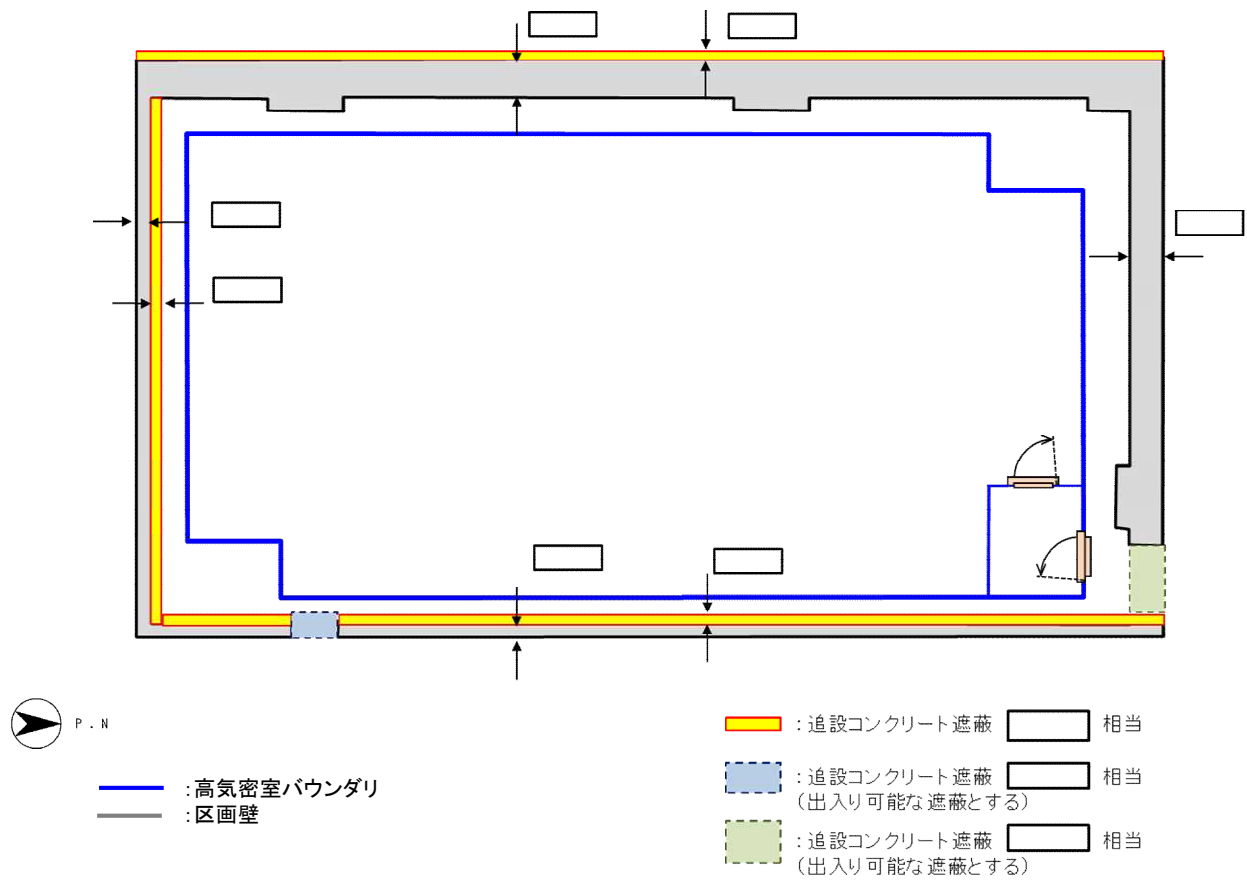 P.N
:高気密室バウンダリ
:区画壁
:追設コンクリート遮蔽 相当
:追設コンクリート遮蔽 相当
(出入り可能な遮蔽とする)
:追設コンクリート遮蔽 相当
(出入り可能な遮蔽とする)